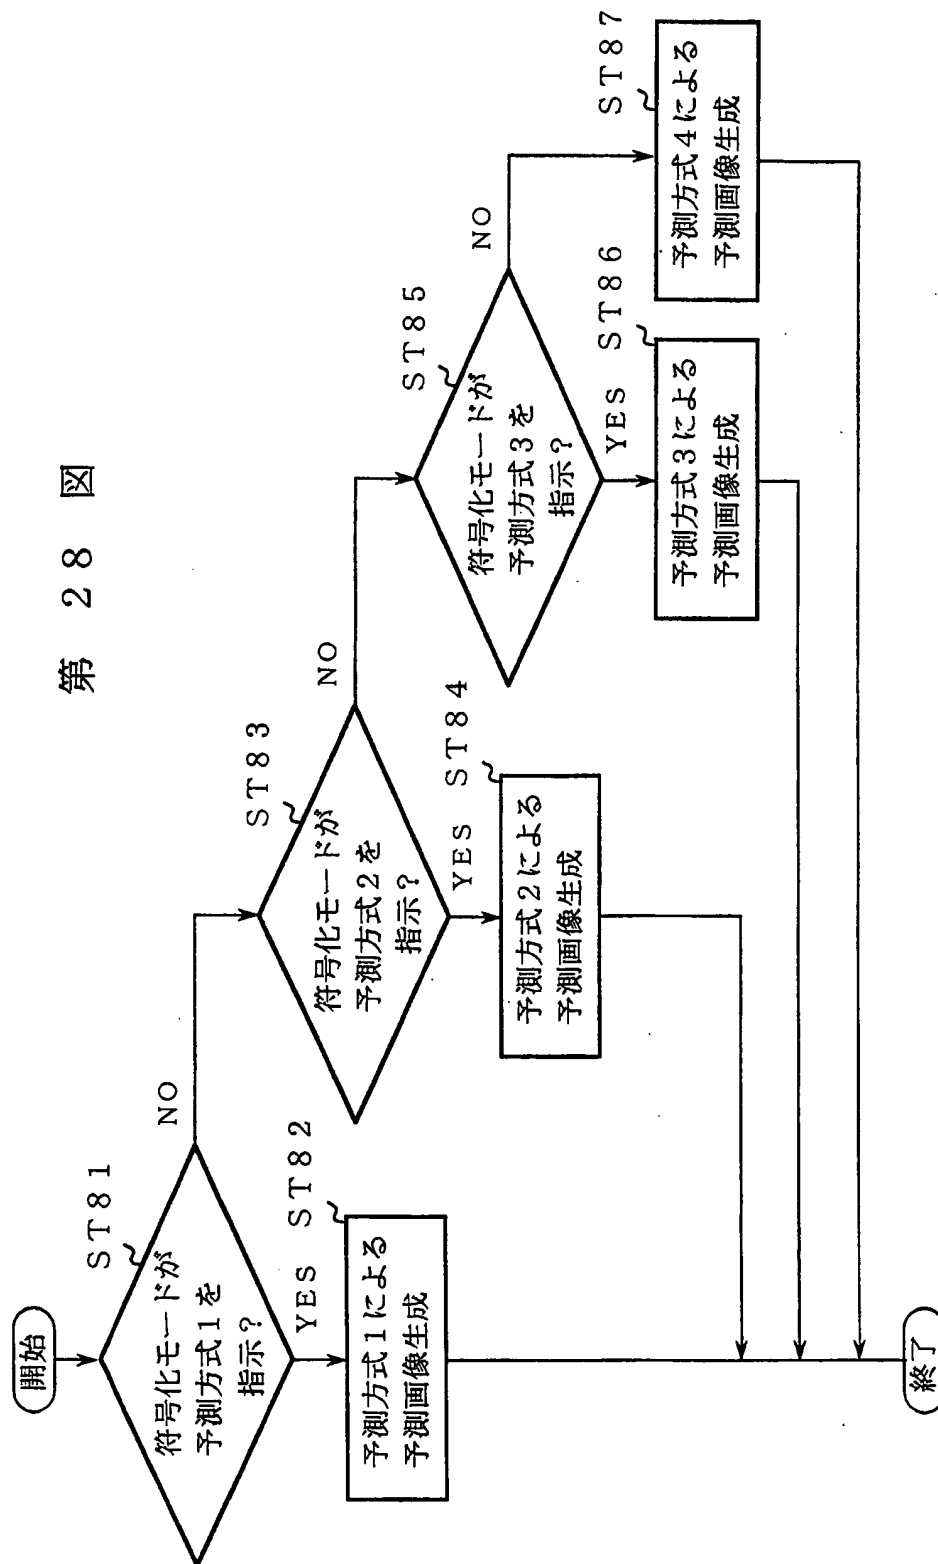 第 28 図
開始
ST81
符号化モードが
予測方式1を
指示?
NO
YES
ST82
予測方式1による
予測画像生成
ST83
符号化モードが
予測方式2を
指示?
NO
YES
ST84
予測方式2による
予測画像生成
ST85
符号化モードが
予測方式3を
指示?
NO
YES
ST86
予測方式3による
予測画像生成
ST87
予測方式4による
予測画像生成
終了